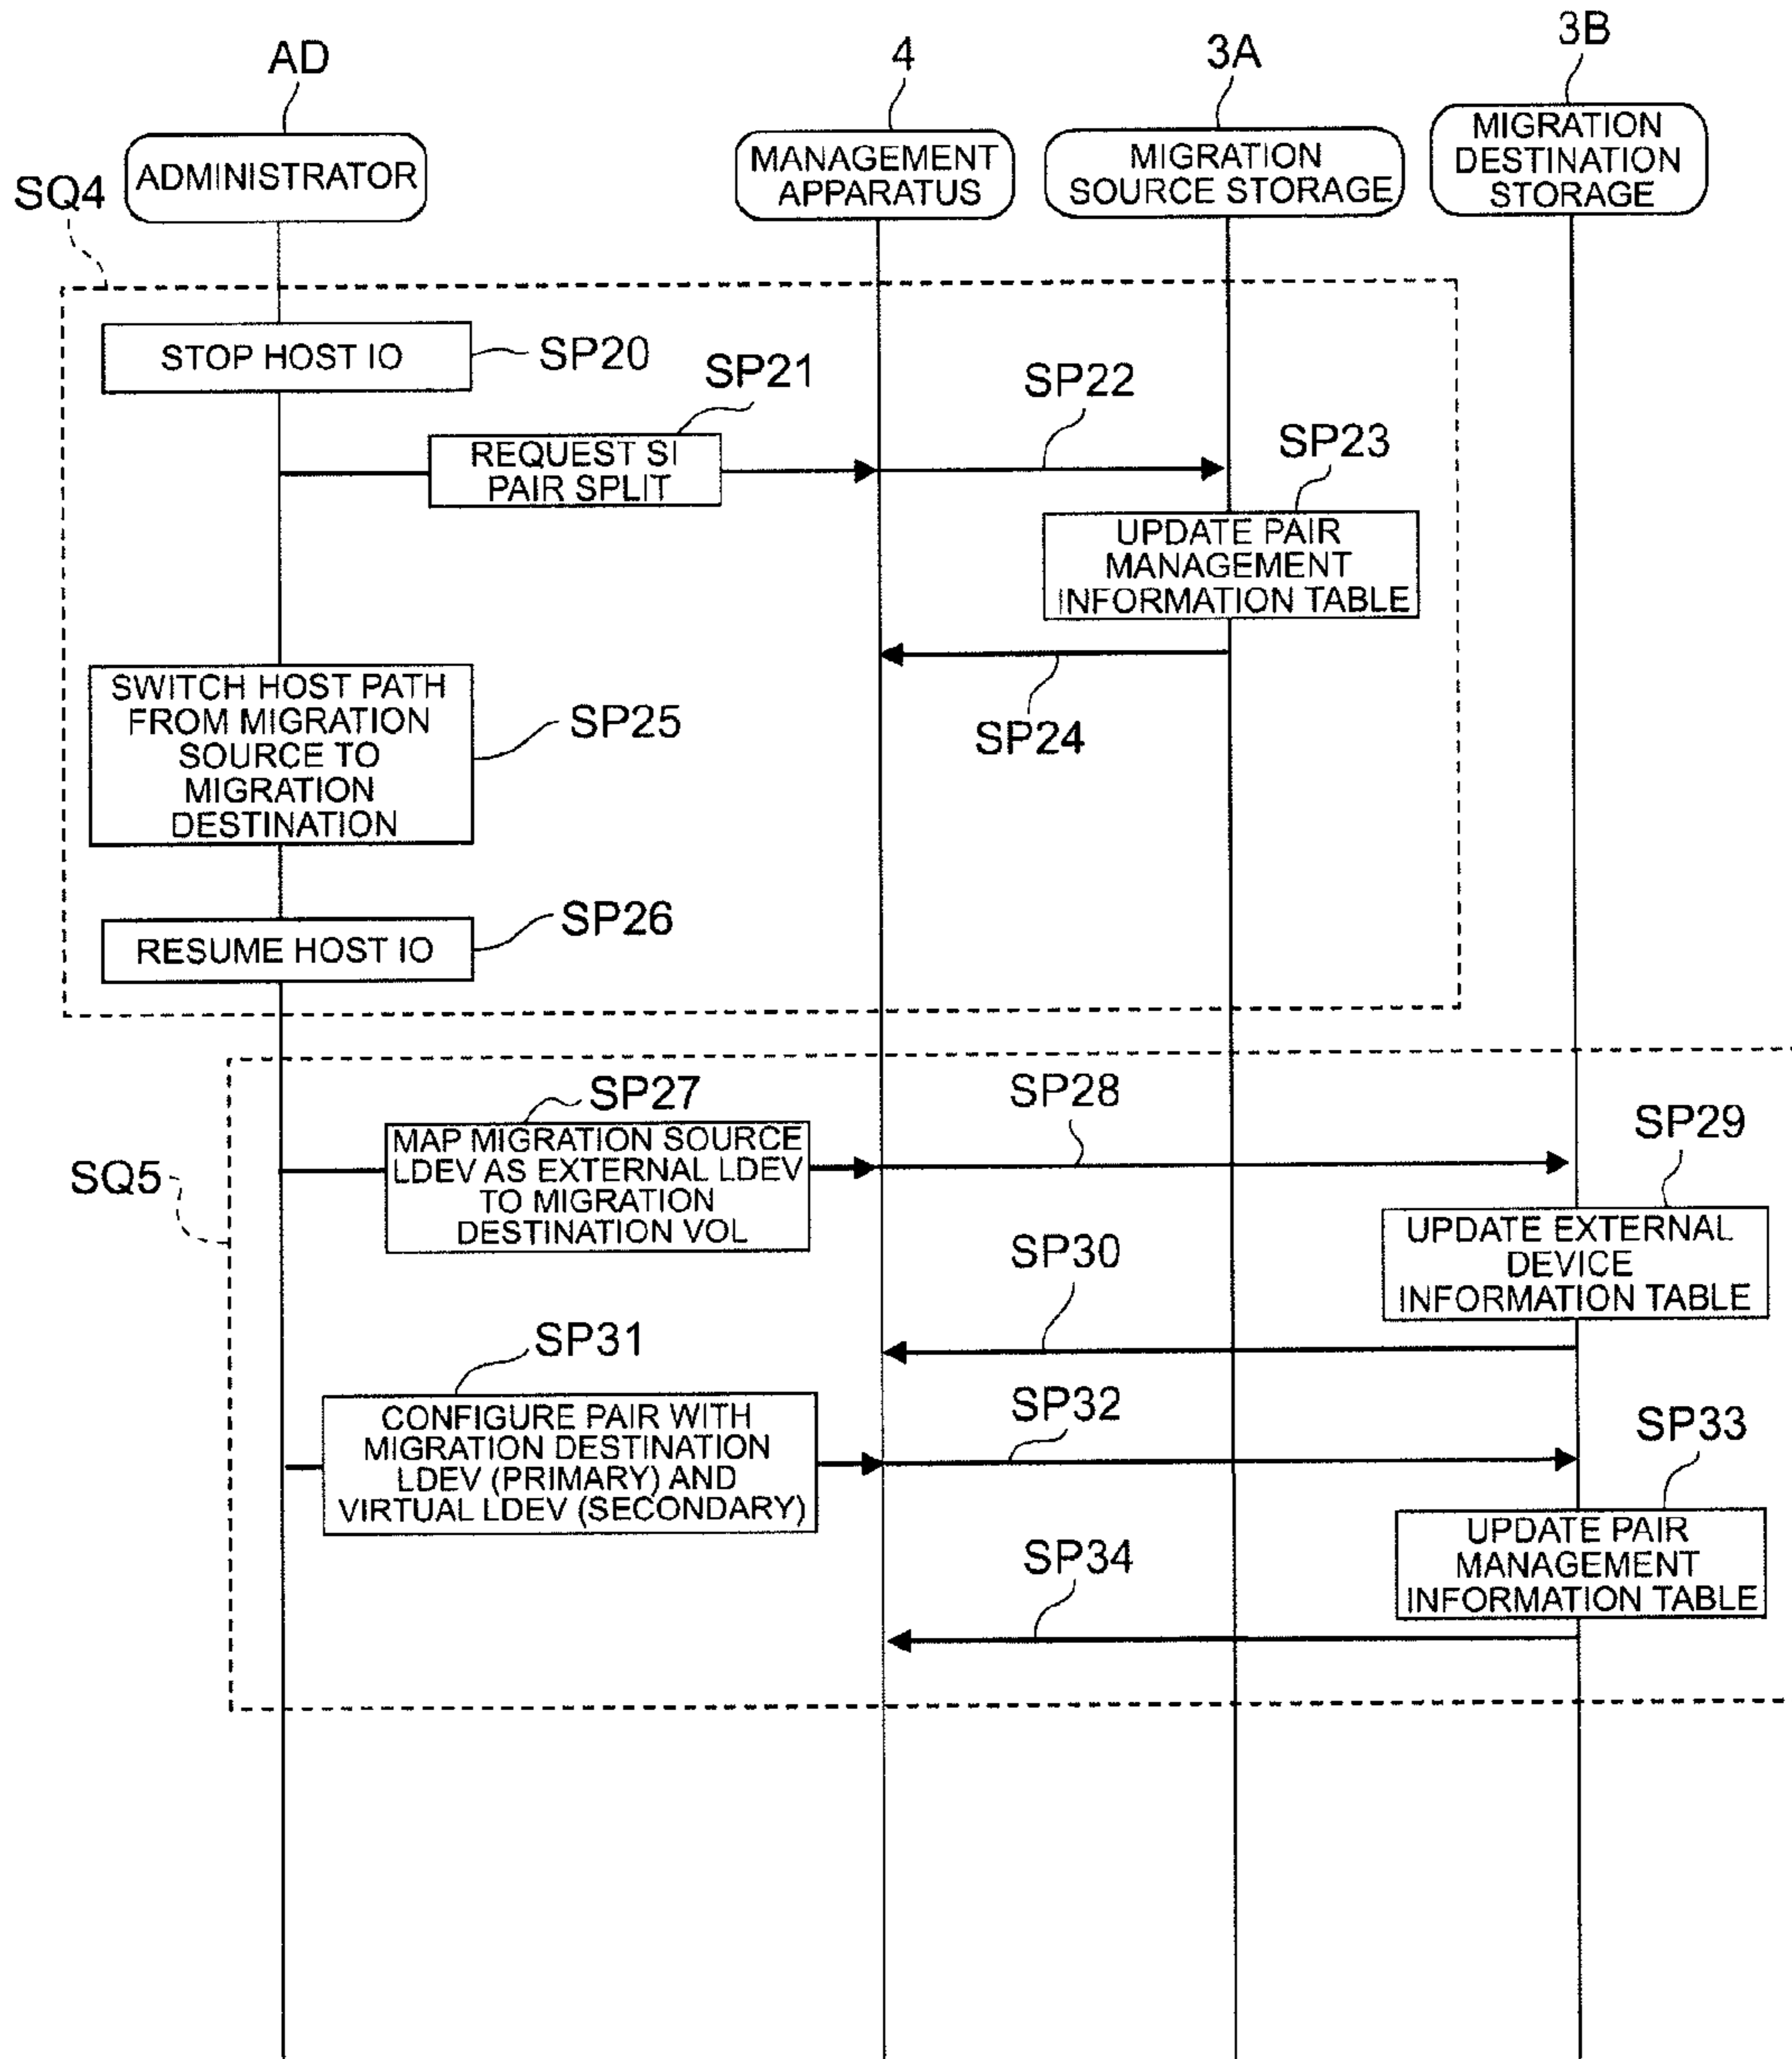 AD
4
3A
3B
ADMINISTRATOR
MANAGEMENT
APPARATUS
MIGRATION
SOURCE STORAGE
MIGRATION
DESTINATION
STORAGE
SQ4
STOP HOST IO
SP20
SP21
REQUEST SI
PAIR SPLIT
SP22
SP23
UPDATE PAIR
MANAGEMENT
INFORMATION TABLE
SP24
SWITCH HOST PATH
FROM MIGRATION
SOURCE TO
MIGRATION
DESTINATION
SP25
RESUME HOST IO
SP26
SQ5
SP27
MAP MIGRATION SOURCE
LDEV AS EXTERNAL LDEV
TO MIGRATION
DESTINATION VOL
SP28
SP29
UPDATE EXTERNAL
DEVICE
INFORMATION TABLE
SP30
SP31
CONFIGURE PAIR WITH
MIGRATION DESTINATION
LDEV (PRIMARY) AND
VIRTUAL LDEV (SECONDARY)
SP32
SP33
UPDATE PAIR
MANAGEMENT
INFORMATION TABLE
SP34